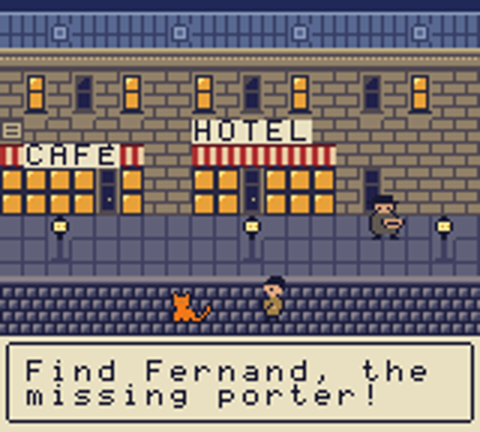 HOTEL
CAFE
Find Fernand, the
missing porter!